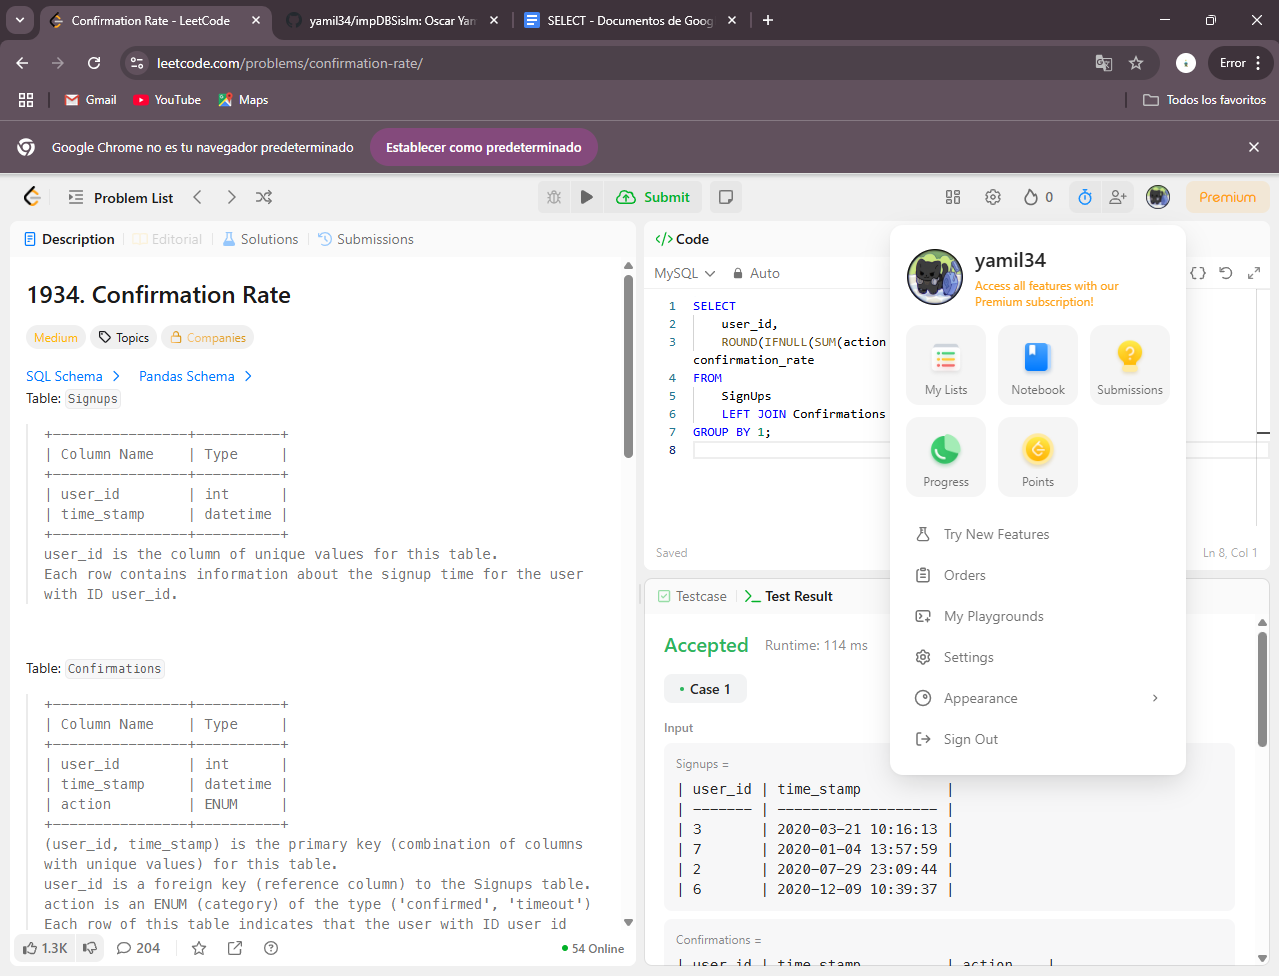 Confirmation Rate - LeetCode
yamil34/impDBSisIm: Oscar Yam
SELECT - Documentos de Goog
leetcode.com/problems/confirmation-rate/
Error
Gmail
YouTube
Maps
Todos los favoritos
Google Chrome no es tu navegador predeterminado
Establecer como predeterminado
Problem List
Submit
0
Premium
Description
Editorial
Solutions
Submissions
1934. Confirmation Rate
Medium
Topics
Companies
SQL Schema
Pandas Schema
Table: Signups
+----------------+----------+
| Column Name    | Type     |
+----------------+----------+
| user_id        | int      |
| time_stamp     | datetime |
+----------------+----------+
user_id is the column of unique values for this table.
Each row contains information about the signup time for the user
with ID user_id.
Table: Confirmations
+----------------+----------+
| Column Name    | Type     |
+----------------+----------+
| user_id        | int      |
| time_stamp     | datetime |
| action         | ENUM     |
+----------------+----------+
(user_id, time_stamp) is the primary key (combination of columns
with unique values) for this table.
user_id is a foreign key (reference column) to the Signups table.
action is an ENUM (category) of the type ('confirmed', 'timeout')
Each row of this table indicates that the user with ID user_id
1.3K
204
54 Online
</> Code
MySQL
Auto
1 SELECT
2 user_id,
3 ROUND(IFNULL(SUM(action
confirmation_rate
4 FROM
5 SignUps
6 LEFT JOIN Confirmations
7 GROUP BY 1;
8
Saved
Ln 8, Col 1
Testcase
Test Result
Accepted
Runtime: 114 ms
Case 1
Input
Signups =
| user_id | time_stamp          |
| ------- | ------------------- |
| 3       | 2020-03-21 10:16:13 |
| 7       | 2020-01-04 13:57:59 |
| 2       | 2020-07-29 23:09:44 |
| 6       | 2020-12-09 10:39:37 |
Confirmations =
| user_id | time_stamp          | action    |
yamil34
Access all features with our
Premium subscription!
My Lists
Notebook
Submissions
Progress
Points
Try New Features
Orders
My Playgrounds
Settings
Appearance
Sign Out